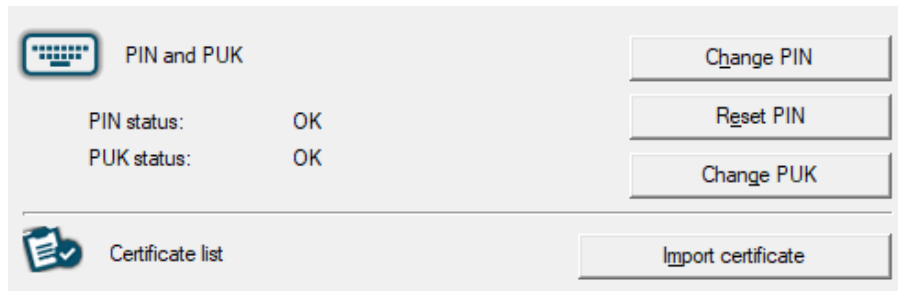 PIN and PUK
Change PIN
PIN status: OK
Reset PIN
PUK status: OK
Change PUK
Certificate list
Import certificate